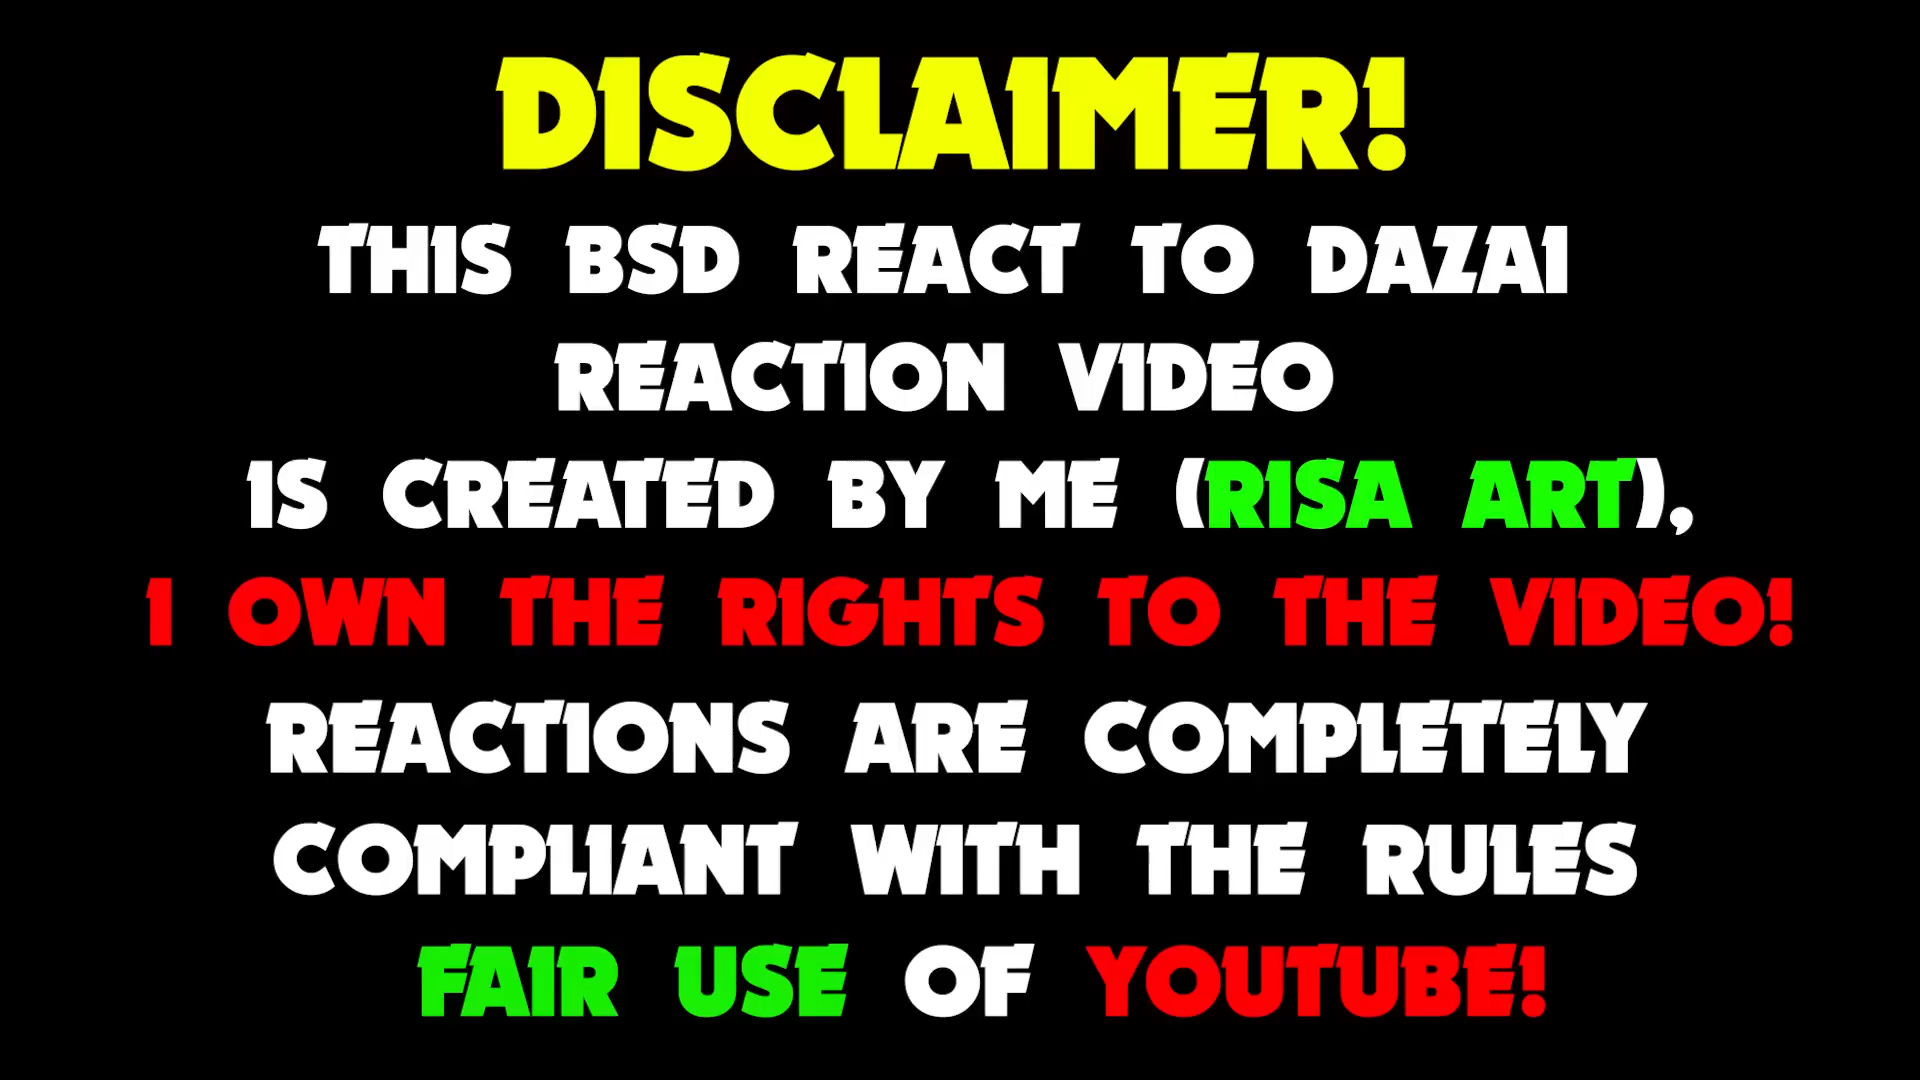 DISCLAIMER!
THIS BSD REACT TO DAZAI
REACTION VIDEO
IS CREATED BY ME (RISA ART),
I OWN THE RIGHTS TO THE VIDEO!
REACTIONS ARE COMPLETELY
COMPLIANT WITH THE RULES
FAIR USE OF YOUTUBE!